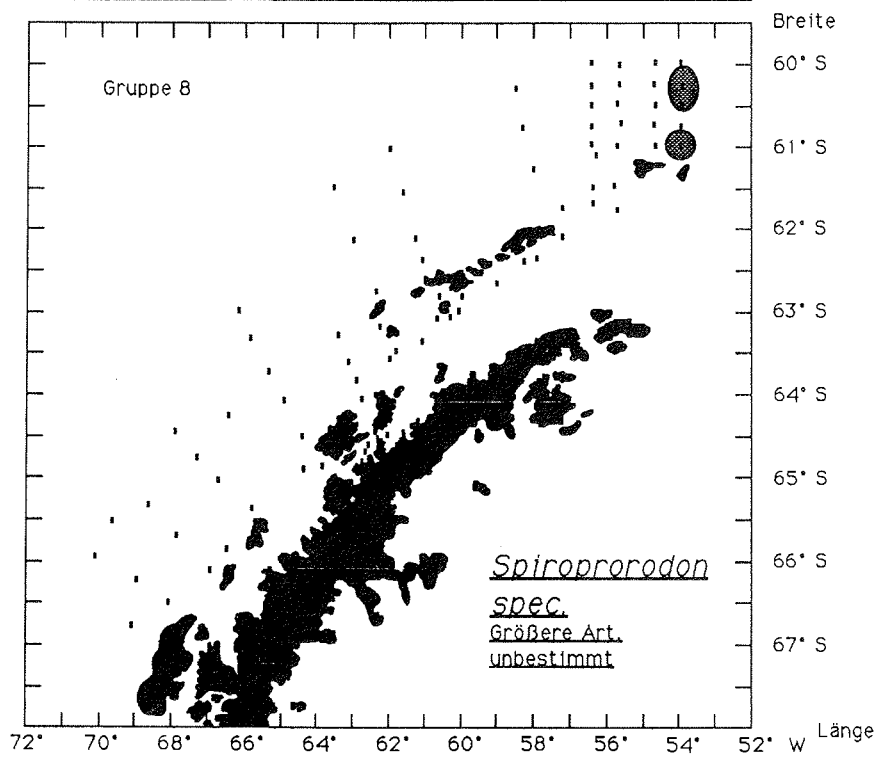 Breite
60° S
Gruppe 8
61° S
62° S
63° S
64° S
65° S
66° S
Spiroprorodon
spec.
Größere Art.
unbestimmt
67° S
72° 70° 68° 66° 64° 62° 60° 58° 56° 54° 52° W Länge